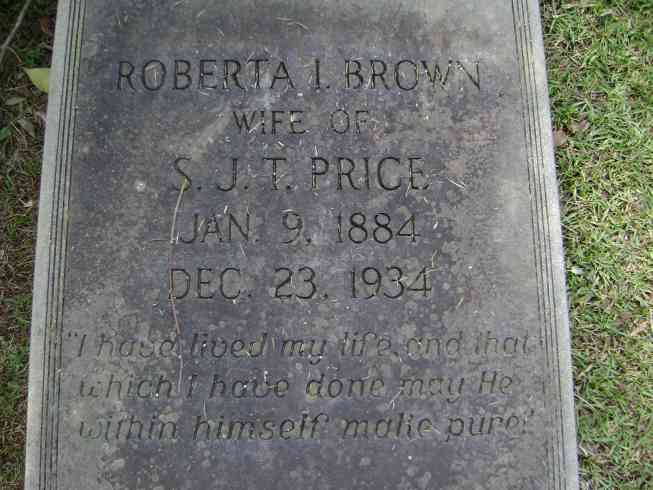 ROBERTA I. BROWN
WIFE OF
S. J. T. PRICE
JAN. 9, 1884
DEC. 23, 1934
"I have lived my life, and that
which I have done may He
within himself make pure!"